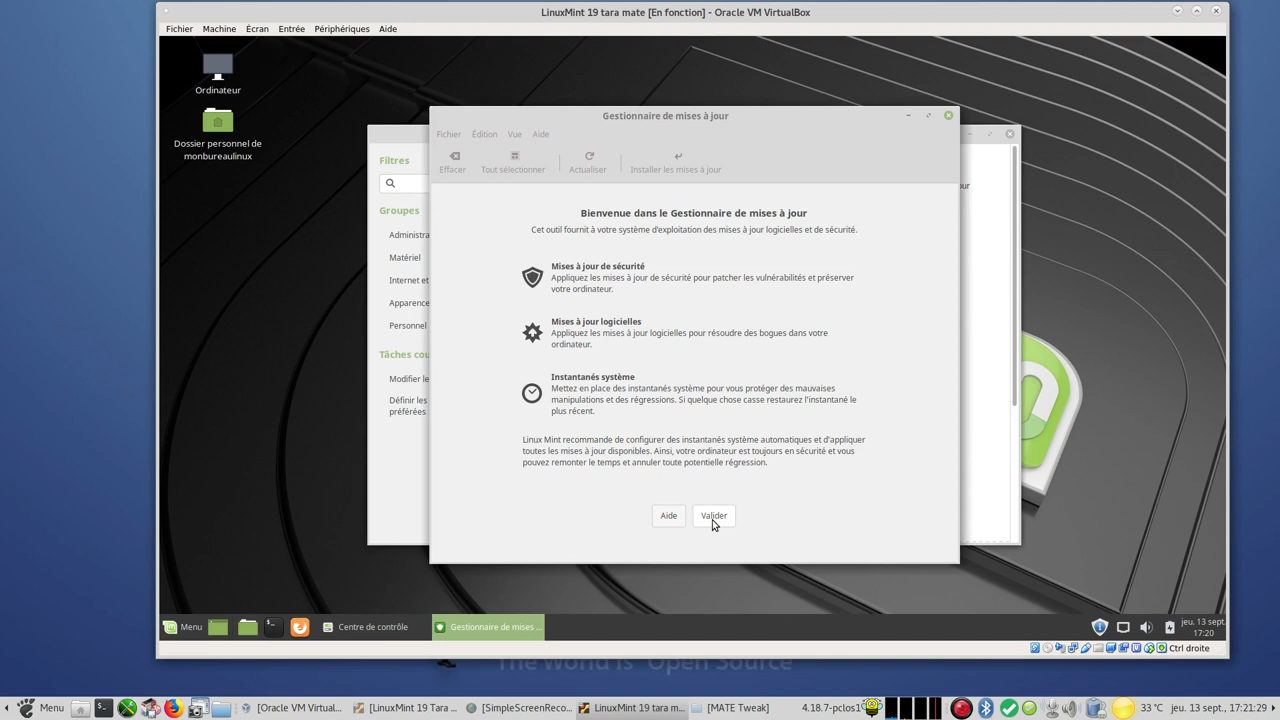 LinuxMint 19 tara mate [En fonction] - Oracle VM VirtualBox
Fichier Machine Écran Entrée Périphériques Aide
Ordinateur
Dossier personnel de
monbureaulinux
Filtres
Groupes
Administra
Matériel
Internet et
Apparence
Personnel
Tâches cou
Modifier le
Définir les
préférées
Gestionnaire de mises à jour
Fichier Édition Vue Aide
Effacer Tout sélectionner Actualiser Installer les mises à jour
Bienvenue dans le Gestionnaire de mises à jour
Cet outil fournit à votre système d'exploitation des mises à jour logicielles et de sécurité.
Mises à jour de sécurité
Appliquez les mises à jour de sécurité pour patcher les vulnérabilités et préserver
votre ordinateur.
Mises à jour logicielles
Appliquez les mises à jour logicielles pour résoudre des bogues dans votre
ordinateur.
Instantanés système
Mettez en place des instantanés système pour vous protéger des mauvaises
manipulations et des régressions. Si quelque chose casse restaurez l'instantané le
plus récent.
Linux Mint recommande de configurer des instantanés système automatiques et d'appliquer
toutes les mises à jour disponibles. Ainsi, votre ordinateur est toujours en sécurité et vous
pouvez remonter le temps et annuler toute potentielle régression.
Aide Valider
Menu Centre de contrôle Gestionnaire de mises ... jeu. 13 sept.
17:20
Ctrl droite
The World is Open Source
Menu [Oracle VM Virtual... [LinuxMint 19 Tara ... [SimpleScreenReco... LinuxMint 19 tara m... [MATE Tweak] 4.18.7-pclos1 33 °C jeu. 13 sept., 17:21:29